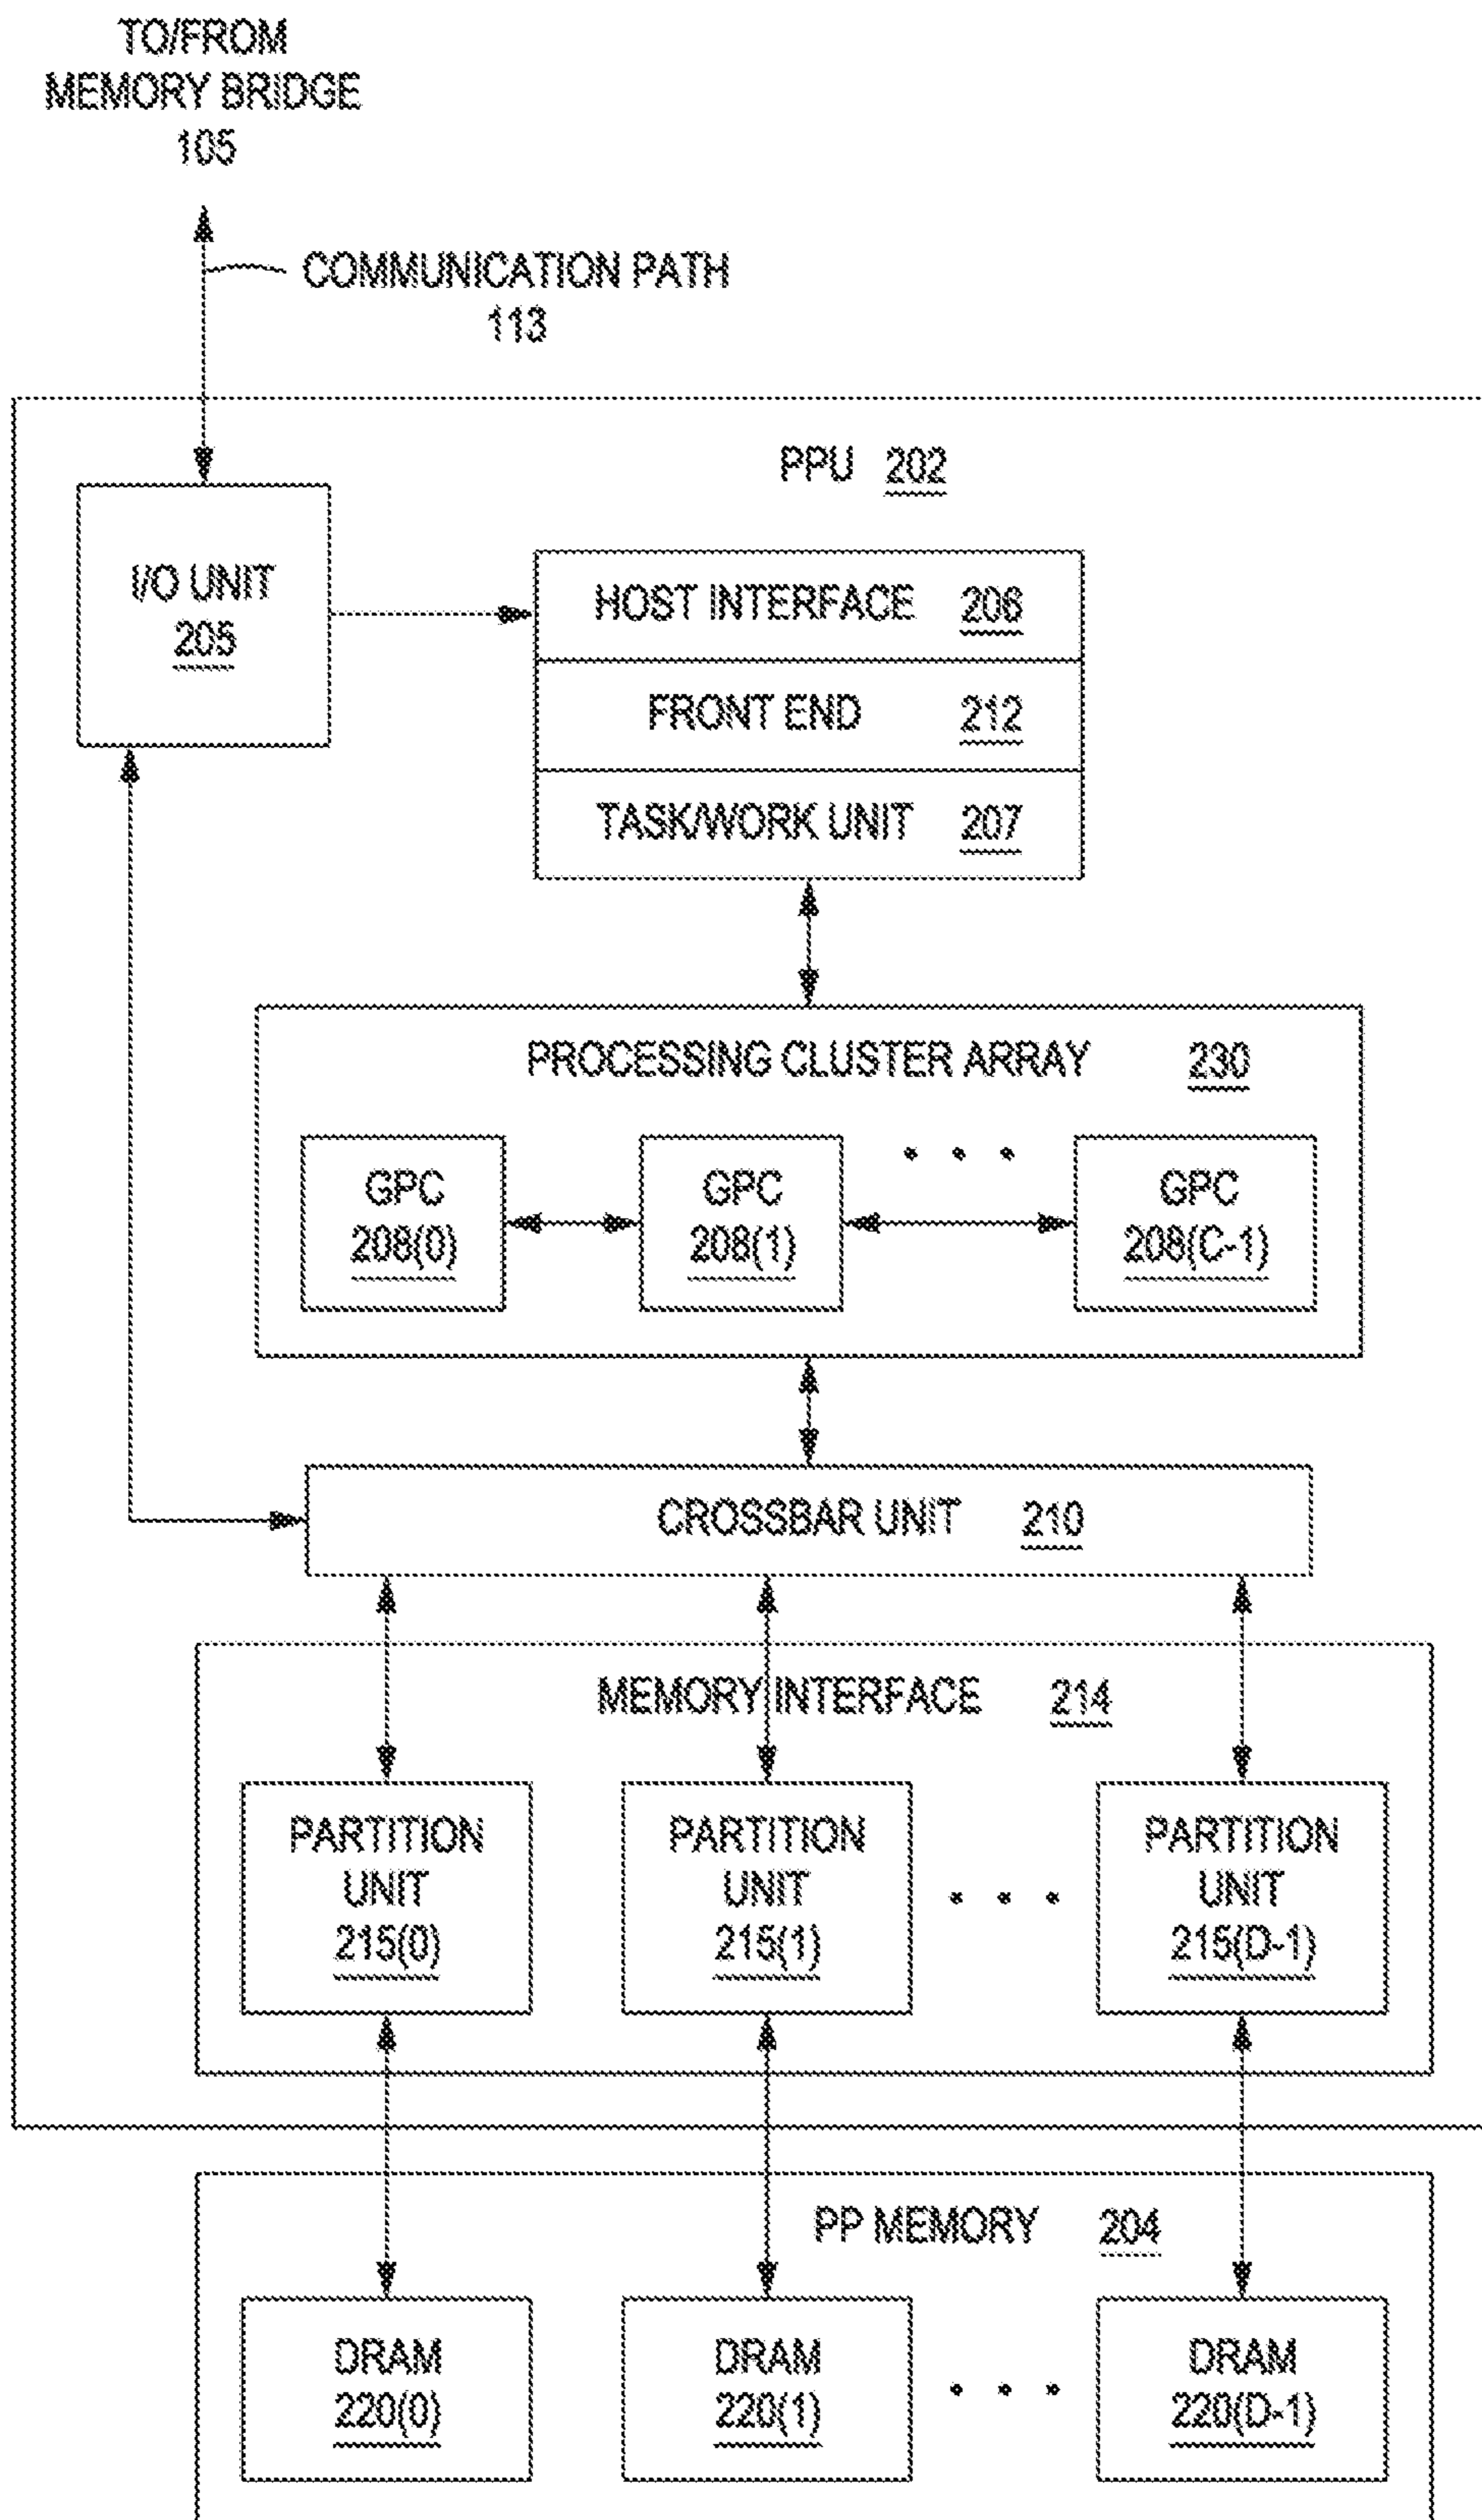 TO/FROM
MEMORY BRIDGE
105
COMMUNICATION PATH
113
PPU 202
I/O UNIT
205
HOST INTERFACE 206
FRONT END 212
TASK/WORK UNIT 207
PROCESSING CLUSTER ARRAY 230
GPC
208(0)
GPC
208(1)
. . .
GPC
208(C-1)
CROSSBAR UNIT 210
MEMORY INTERFACE 214
PARTITION
UNIT
215(0)
PARTITION
UNIT
215(1)
. . .
PARTITION
UNIT
215(D-1)
PP MEMORY 204
DRAM
220(0)
DRAM
220(1)
. . .
DRAM
220(D-1)